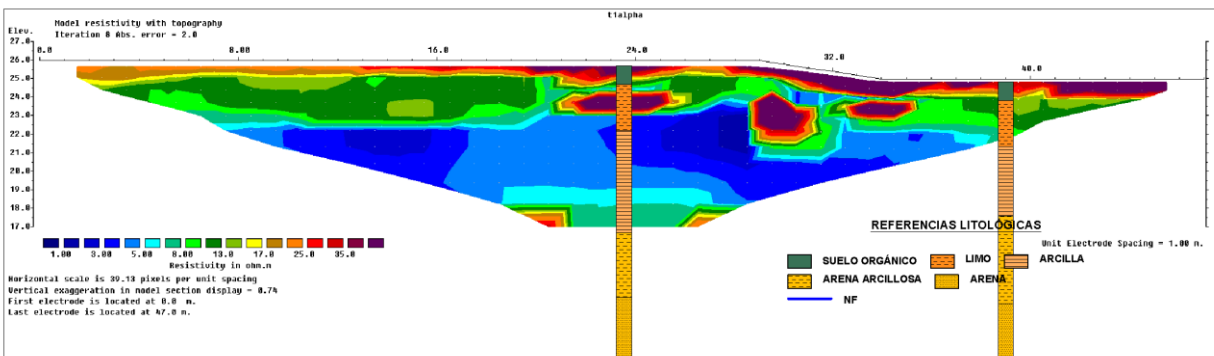 t1alpha
Model resistivity with topography
Iteration 8 Abs. error = 2.0
Elev.
27.0
26.0
25.0
24.0
23.0
22.0
21.0
20.0
19.0
18.0
17.0
0.0
8.00
16.0
24.0
32.0
40.0
1.00 3.00 5.00 8.00 13.0 17.0 25.0 35.0
Resistivity in ohm.m
Horizontal scale is 39.13 pixels per unit spacing
Vertical exaggeration in model section display = 0.74
First electrode is located at 0.0 m.
Last electrode is located at 47.0 m.
REFERENCIAS LITOLÓGICAS
Unit Electrode Spacing = 1.00 m.
SUELO ORGÁNICO LIMO ARCILLA
ARENA ARCILLOSA ARENA
NF